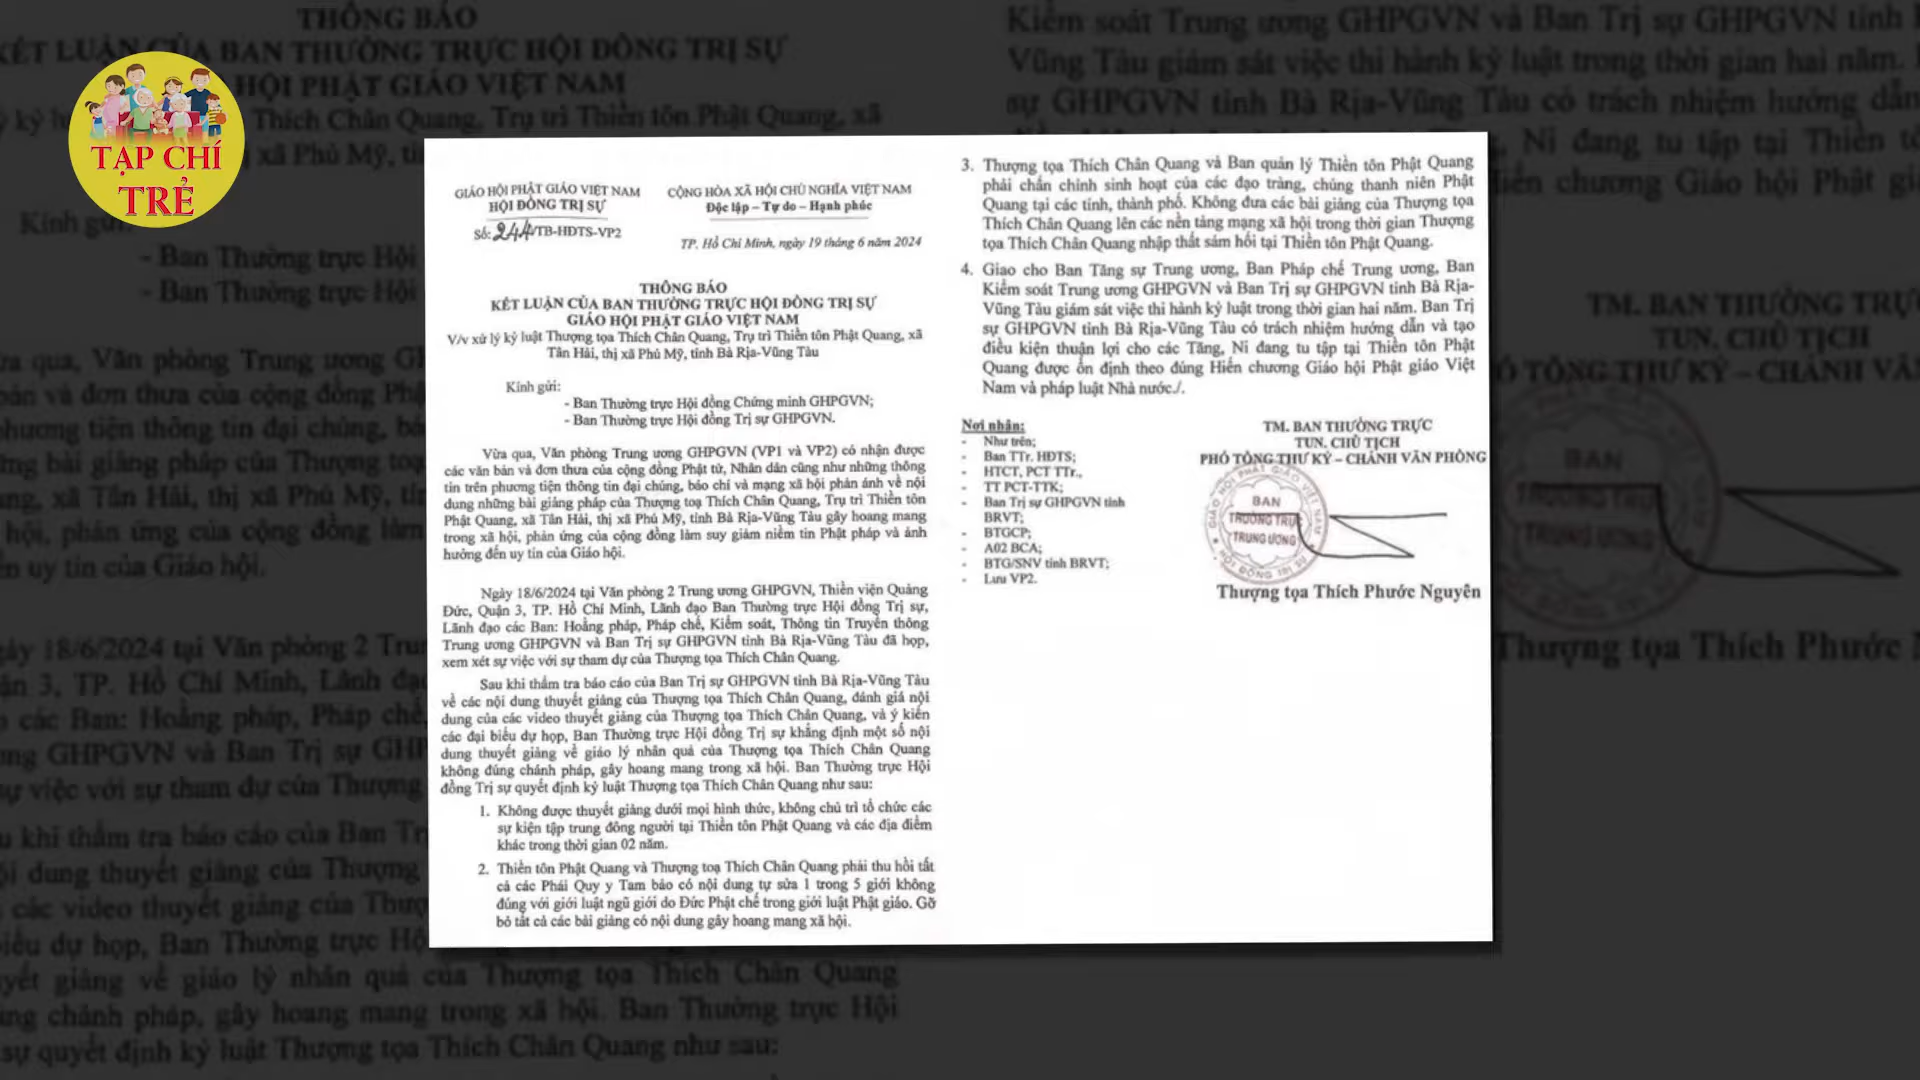 TẠP CHÍ
TRẺ
GIÁO HỘI PHẬT GIÁO VIỆT NAM
HỘI ĐỒNG TRỊ SỰ
Số: 244/TB-HĐTS-VP2
CỘNG HÒA XÃ HỘI CHỦ NGHĨA VIỆT NAM
Độc lập – Tự do – Hạnh phúc
TP. Hồ Chí Minh, ngày 19 tháng 6 năm 2024
THÔNG BÁO
KẾT LUẬN CỦA BAN THƯỜNG TRỰC HỘI ĐỒNG TRỊ SỰ
GIÁO HỘI PHẬT GIÁO VIỆT NAM
V/v xử lý kỷ luật Thượng tọa Thích Chân Quang, Trụ trì Thiền tôn Phật Quang, xã
Tân Hải, thị xã Phú Mỹ, tỉnh Bà Rịa-Vũng Tàu
Kính gửi:
- Ban Thường trực Hội đồng Chứng minh GHPGVN;
- Ban Thường trực Hội đồng Trị sự GHPGVN.
Vừa qua, Văn phòng Trung ương GHPGVN (VP1 và VP2) có nhận được
các văn bản và đơn thưa của cộng đồng Phật tử, Nhân dân cũng như những thông
tin trên phương tiện thông tin đại chúng, báo chí và mạng xã hội phản ánh về nội
dung những bài giảng pháp của Thượng toạ Thích Chân Quang, Trụ trì Thiền tôn
Phật Quang, xã Tân Hải, thị xã Phú Mỹ, tỉnh Bà Rịa-Vũng Tàu gây hoang mang
trong xã hội, phản ứng của cộng đồng làm suy giảm niềm tin Phật pháp và ảnh
hưởng đến uy tín của Giáo hội.
Ngày 18/6/2024 tại Văn phòng 2 Trung ương GHPGVN, Thiền viện Quảng
Đức, Quận 3, TP. Hồ Chí Minh, Lãnh đạo Ban Thường trực Hội đồng Trị sự,
Lãnh đạo các Ban: Hoằng pháp, Pháp chế, Kiểm soát, Thông tin Truyền thông
Trung ương GHPGVN và Ban Trị sự GHPGVN tỉnh Bà Rịa-Vũng Tàu đã họp,
xem xét sự việc với sự tham dự của Thượng tọa Thích Chân Quang.
Sau khi thẩm tra báo cáo của Ban Trị sự GHPGVN tỉnh Bà Rịa-Vũng Tàu
về các nội dung thuyết giảng của Thượng tọa Thích Chân Quang, đánh giá nội
dung của các video thuyết giảng của Thượng tọa Thích Chân Quang, và ý kiến
các đại biểu dự họp, Ban Thường trực Hội đồng Trị sự khẳng định một số nội
dung thuyết giảng về giáo lý nhân quả của Thượng tọa Thích Chân Quang
không đúng chánh pháp, gây hoang mang trong xã hội. Ban Thường trực Hội
đồng Trị sự quyết định kỷ luật Thượng tọa Thích Chân Quang như sau:
1. Không được thuyết giảng dưới mọi hình thức, không chủ trì tổ chức các
sự kiện tập trung đông người tại Thiền tôn Phật Quang và các địa điểm
khác trong thời gian 02 năm.
2. Thiền tôn Phật Quang và Thượng toạ Thích Chân Quang phải thu hồi tất
cả các Phái Quy y Tam bảo có nội dung tự sửa 1 trong 5 giới không
đúng với giới luật ngũ giới do Đức Phật chế trong giới luật Phật giáo. Gỡ
bỏ tất cả các bài giảng có nội dung gây hoang mang xã hội.
3. Thượng tọa Thích Chân Quang và Ban quản lý Thiền tôn Phật Quang
phải chấn chỉnh sinh hoạt của các đạo tràng, chúng thanh niên Phật
Quang tại các tỉnh, thành phố. Không đưa các bài giảng của Thượng tọa
Thích Chân Quang lên các nền tảng mạng xã hội trong thời gian Thượng
tọa Thích Chân Quang nhập thất sám hối tại Thiền tôn Phật Quang.
4. Giao cho Ban Tăng sự Trung ương, Ban Pháp chế Trung ương, Ban
Kiểm soát Trung ương GHPGVN và Ban Trị sự GHPGVN tỉnh Bà Rịa-
Vũng Tàu giám sát việc thi hành kỷ luật trong thời gian hai năm. Ban Trị
sự GHPGVN tỉnh Bà Rịa-Vũng Tàu có trách nhiệm hướng dẫn và tạo
điều kiện thuận lợi cho các Tăng, Ni đang tu tập tại Thiền tôn Phật
Quang được ổn định theo đúng Hiến chương Giáo hội Phật giáo Việt
Nam và pháp luật Nhà nước./.
Nơi nhận:
- Như trên;
- Ban TTr. HĐTS;
- HTCT, PCT TTr.,
- TT PCT-TTK;
- Ban Trị sự GHPGVN tỉnh
BRVT;
- BTGCP;
- A02 BCA;
- BTG/SNV tỉnh BRVT;
- Lưu VP2.
TM. BAN THƯỜNG TRỰC
TUN. CHỦ TỊCH
PHÓ TỔNG THƯ KÝ – CHÁNH VĂN PHÒNG
BAN
THƯỜNG TRỰC
TRUNG ƯƠNG
Thượng tọa Thích Phước Nguyên